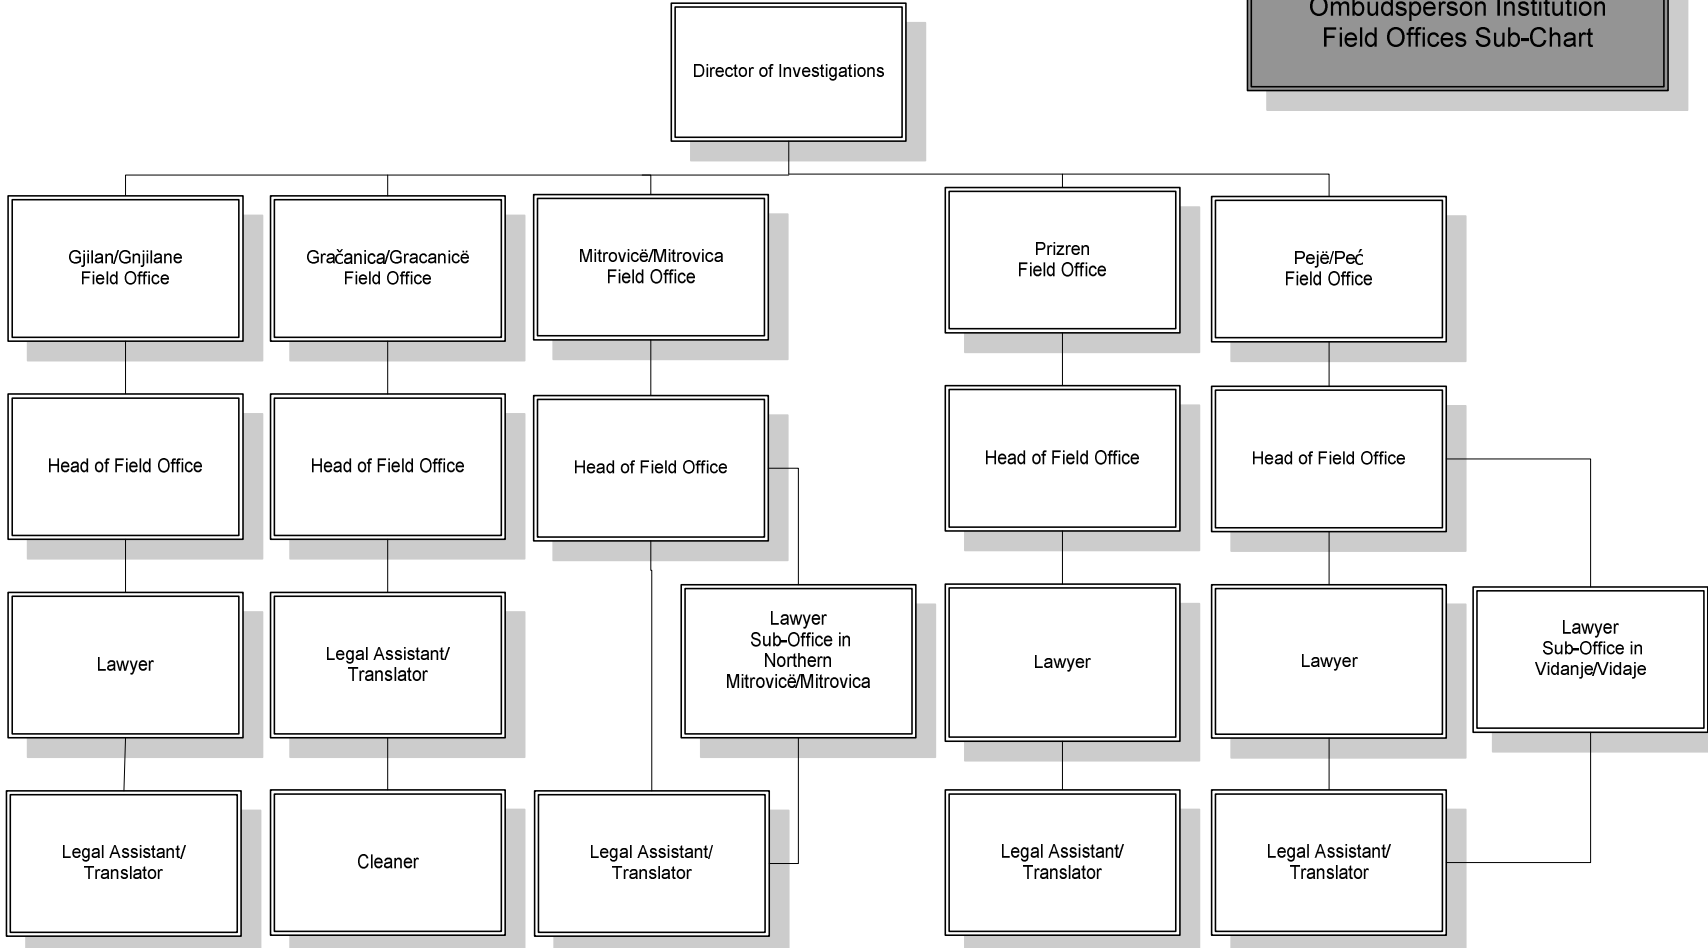 Ombudsperson Institution
Field Offices Sub-Chart
Director of Investigations
Gjilan/Gnjilane
Field Office
Gračanica/Gracanicë
Field Office
Mitrovicë/Mitrovica
Field Office
Prizren
Field Office
Pejë/Peć
Field Office
Head of Field Office
Head of Field Office
Head of Field Office
Head of Field Office
Head of Field Office
Lawyer
Legal Assistant/
Translator
Lawyer
Sub-Office in
Northern
Mitrovicë/Mitrovica
Lawyer
Lawyer
Lawyer
Sub-Office in
Vidanje/Vidaje
Legal Assistant/
Translator
Cleaner
Legal Assistant/
Translator
Legal Assistant/
Translator
Legal Assistant/
Translator